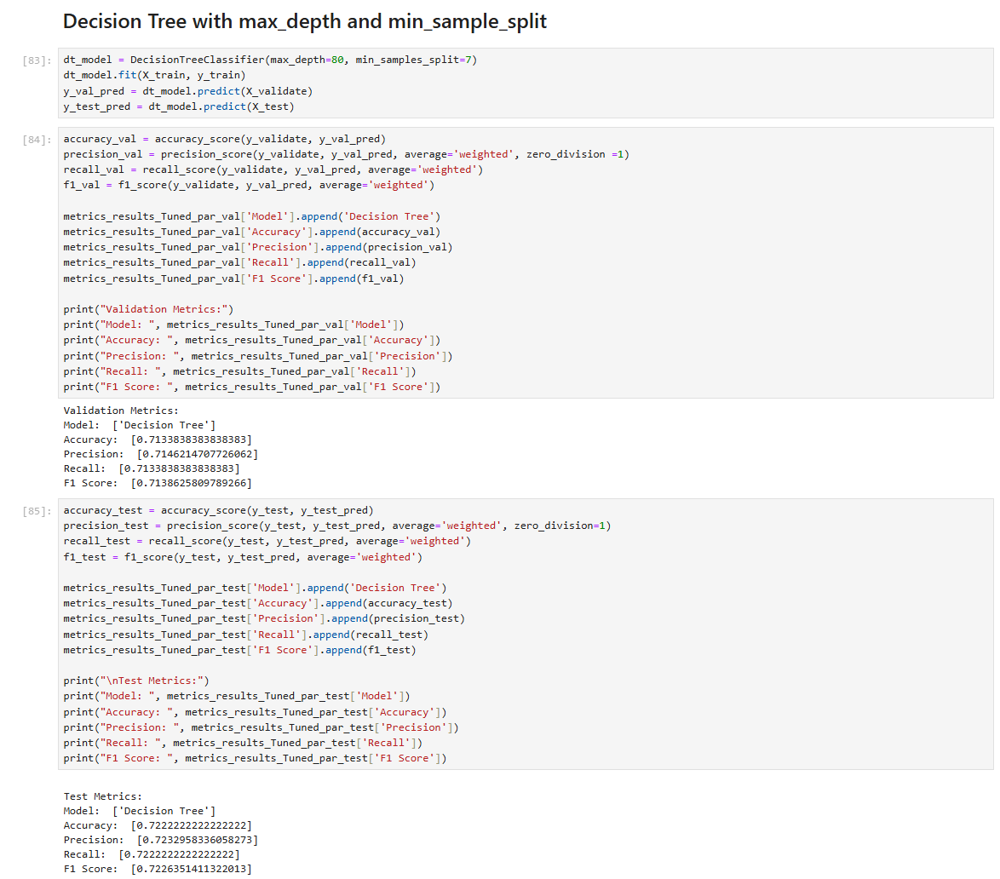 Decision Tree with max_depth and min_sample_split
[83]:
dt_model = DecisionTreeClassifier(max_depth=80, min_samples_split=7)
dt_model.fit(X_train, y_train)
y_val_pred = dt_model.predict(X_validate)
y_test_pred = dt_model.predict(X_test)
[84]:
accuracy_val = accuracy_score(y_validate, y_val_pred)
precision_val = precision_score(y_validate, y_val_pred, average='weighted', zero_division =1)
recall_val = recall_score(y_validate, y_val_pred, average='weighted')
f1_val = f1_score(y_validate, y_val_pred, average='weighted')
metrics_results_Tuned_par_val['Model'].append('Decision Tree')
metrics_results_Tuned_par_val['Accuracy'].append(accuracy_val)
metrics_results_Tuned_par_val['Precision'].append(precision_val)
metrics_results_Tuned_par_val['Recall'].append(recall_val)
metrics_results_Tuned_par_val['F1 Score'].append(f1_val)
print("Validation Metrics:")
print("Model: ", metrics_results_Tuned_par_val['Model'])
print("Accuracy: ", metrics_results_Tuned_par_val['Accuracy'])
print("Precision: ", metrics_results_Tuned_par_val['Precision'])
print("Recall: ", metrics_results_Tuned_par_val['Recall'])
print("F1 Score: ", metrics_results_Tuned_par_val['F1 Score'])
Validation Metrics:
Model:  ['Decision Tree']
Accuracy:  [0.7133838383838383]
Precision:  [0.7146214707726062]
Recall:  [0.7133838383838383]
F1 Score:  [0.7138625809789266]
[85]:
accuracy_test = accuracy_score(y_test, y_test_pred)
precision_test = precision_score(y_test, y_test_pred, average='weighted', zero_division=1)
recall_test = recall_score(y_test, y_test_pred, average='weighted')
f1_test = f1_score(y_test, y_test_pred, average='weighted')
metrics_results_Tuned_par_test['Model'].append('Decision Tree')
metrics_results_Tuned_par_test['Accuracy'].append(accuracy_test)
metrics_results_Tuned_par_test['Precision'].append(precision_test)
metrics_results_Tuned_par_test['Recall'].append(recall_test)
metrics_results_Tuned_par_test['F1 Score'].append(f1_test)
print("\nTest Metrics:")
print("Model: ", metrics_results_Tuned_par_test['Model'])
print("Accuracy: ", metrics_results_Tuned_par_test['Accuracy'])
print("Precision: ", metrics_results_Tuned_par_test['Precision'])
print("Recall: ", metrics_results_Tuned_par_test['Recall'])
print("F1 Score: ", metrics_results_Tuned_par_test['F1 Score'])
Test Metrics:
Model:  ['Decision Tree']
Accuracy:  [0.7222222222222222]
Precision:  [0.7232958336058273]
Recall:  [0.7222222222222222]
F1 Score:  [0.7226351411322013]